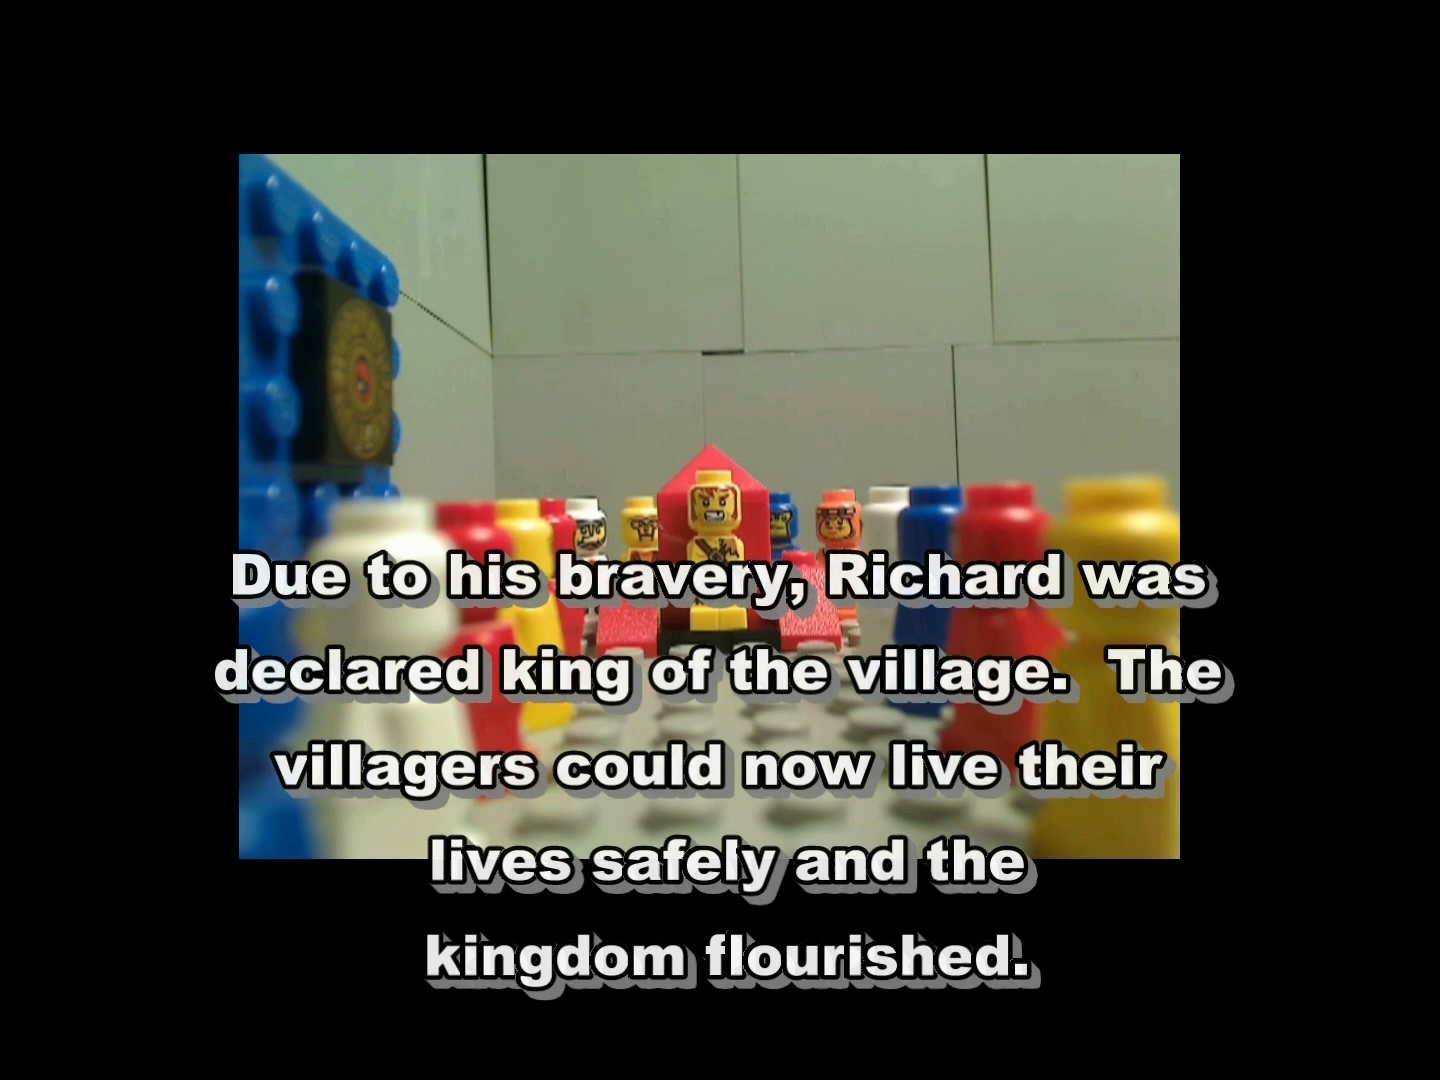 Due to his bravery, Richard was
declared king of the village.  The
villagers could now live their
lives safely and the
kingdom flourished.